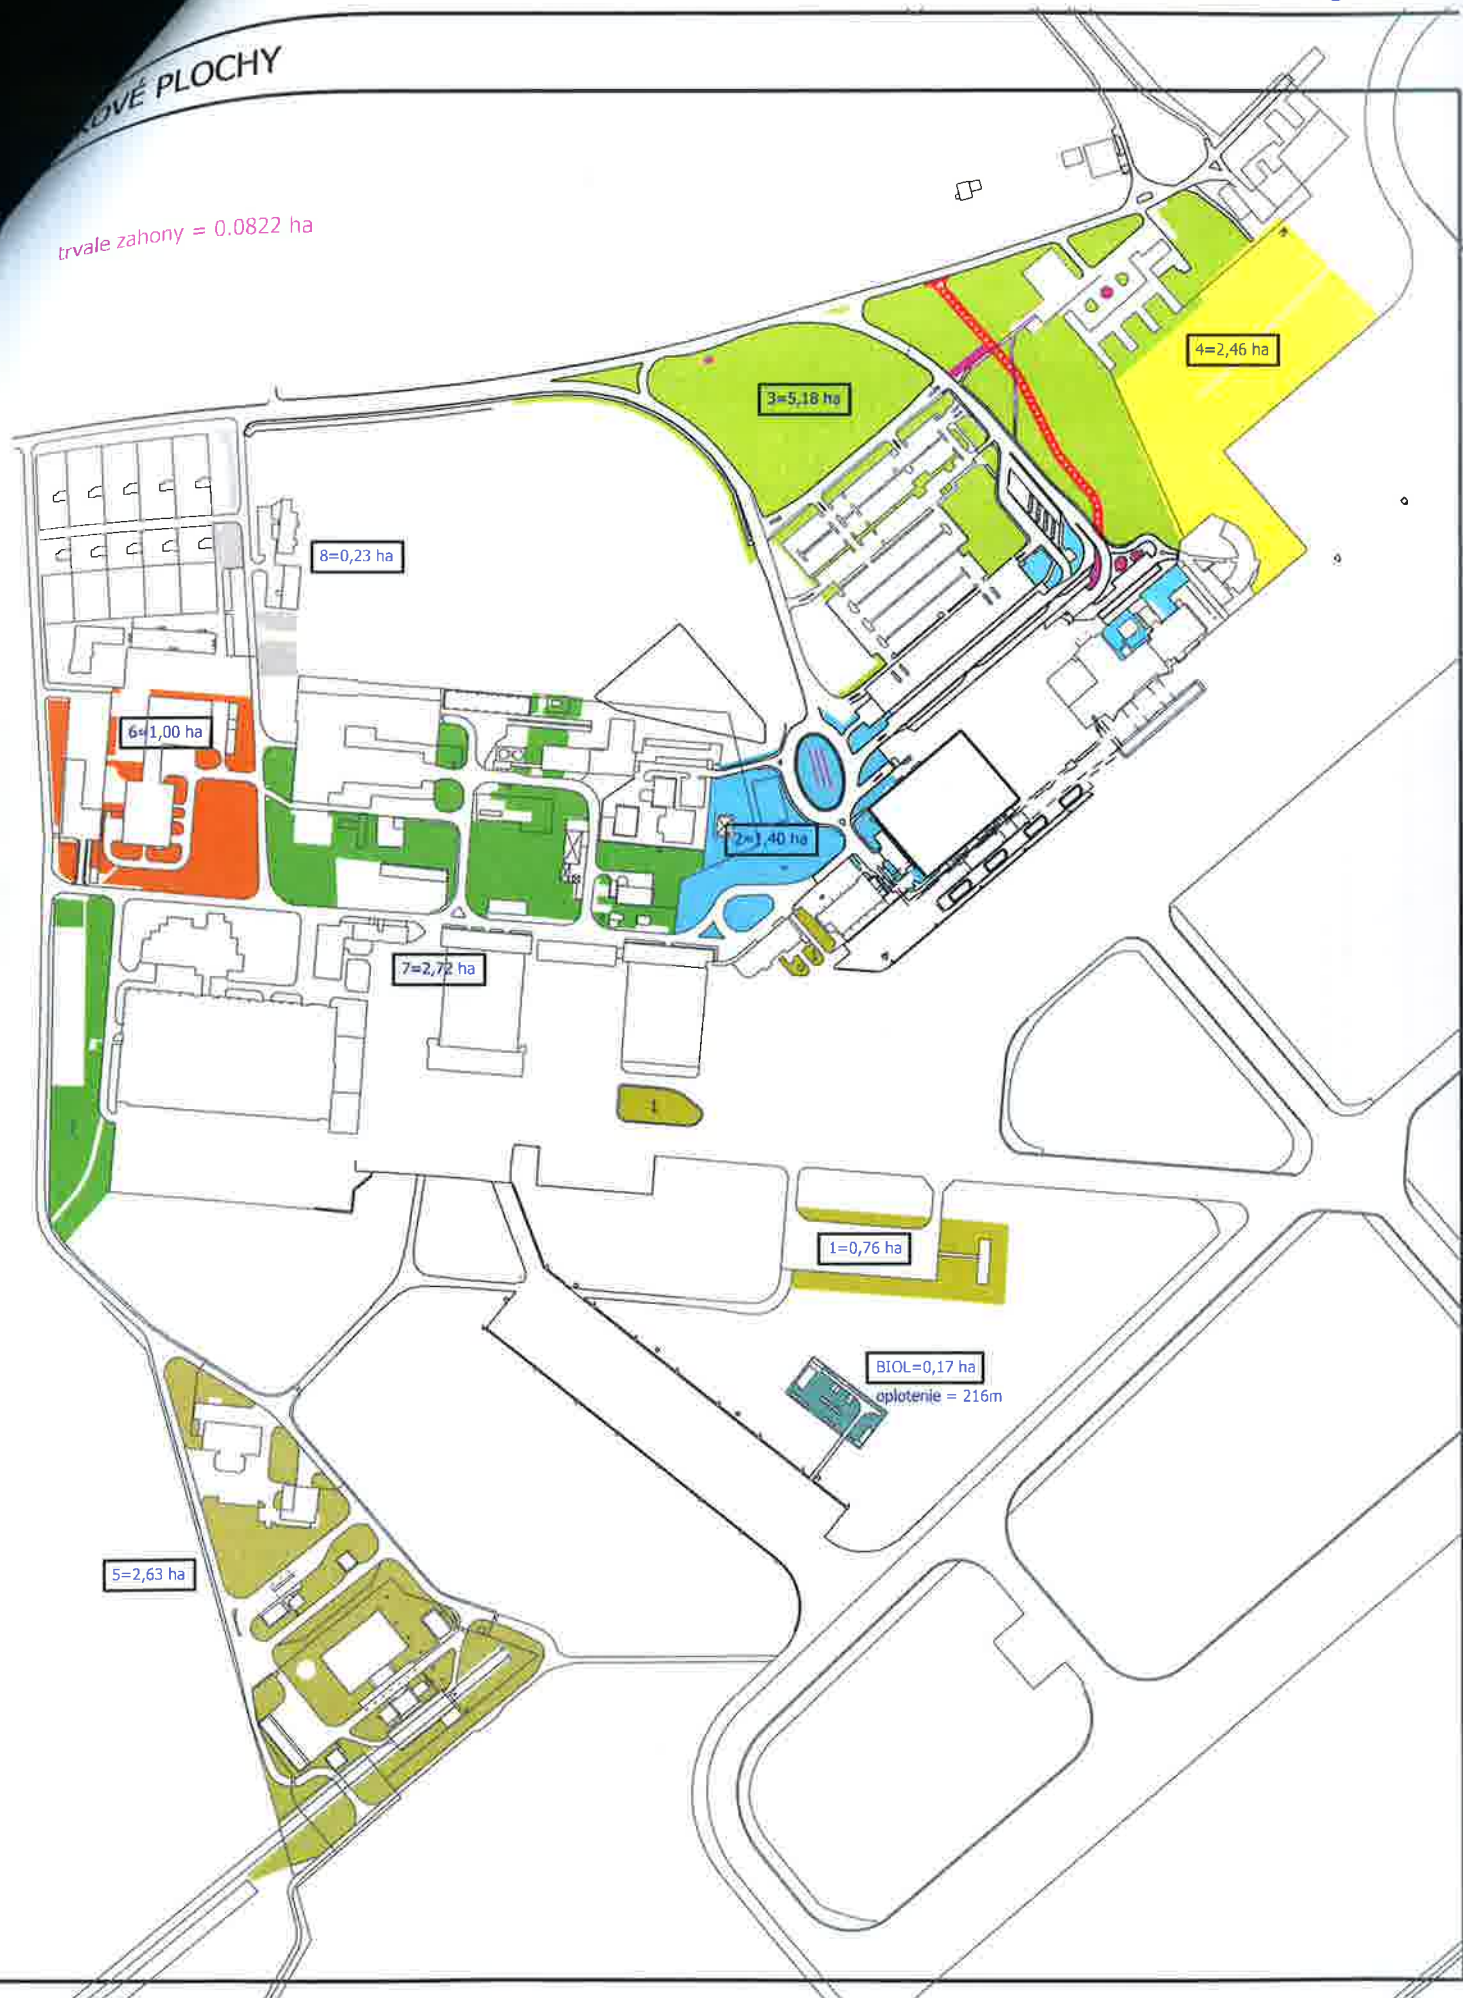 PLOCHY
trvale zahony = 0.0822 ha
4=2,46 ha
3=5,18 ha
8=0,23 ha
6=1,00 ha
2=1,40 ha
7=2,72 ha
1
1=0,76 ha
BIOL=0,17 ha
oplotenie = 216m
5=2,63 ha